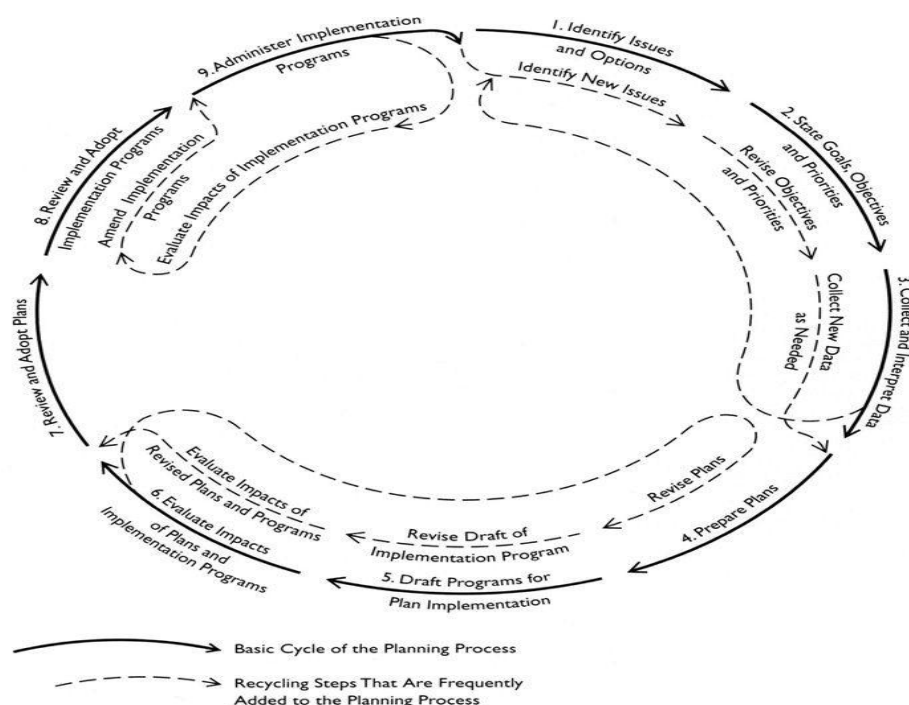 1. Identify Issues
and Options
Identify New Issues
2. State Goals, Objectives
and Priorities
Revise Objectives
and Priorities
3. Collect and Interpret Data
Collect New Data
as Needed
4. Prepare Plans
Revise Plans
Revise Draft of
Implementation Program
5. Draft Programs for
Plan Implementation
Evaluate Impacts of
Revised Plans and Programs
6. Evaluate Impacts
of Plans and
Implementation Programs
7. Review and Adopt Plans
8. Review and Adopt
Implementation Programs
Amend Implementation
Programs
Evaluate Impacts of Implementation Programs
9. Administer Implementation
Programs
Basic Cycle of the Planning Process
Recycling Steps That Are Frequently
Added to the Planning Process